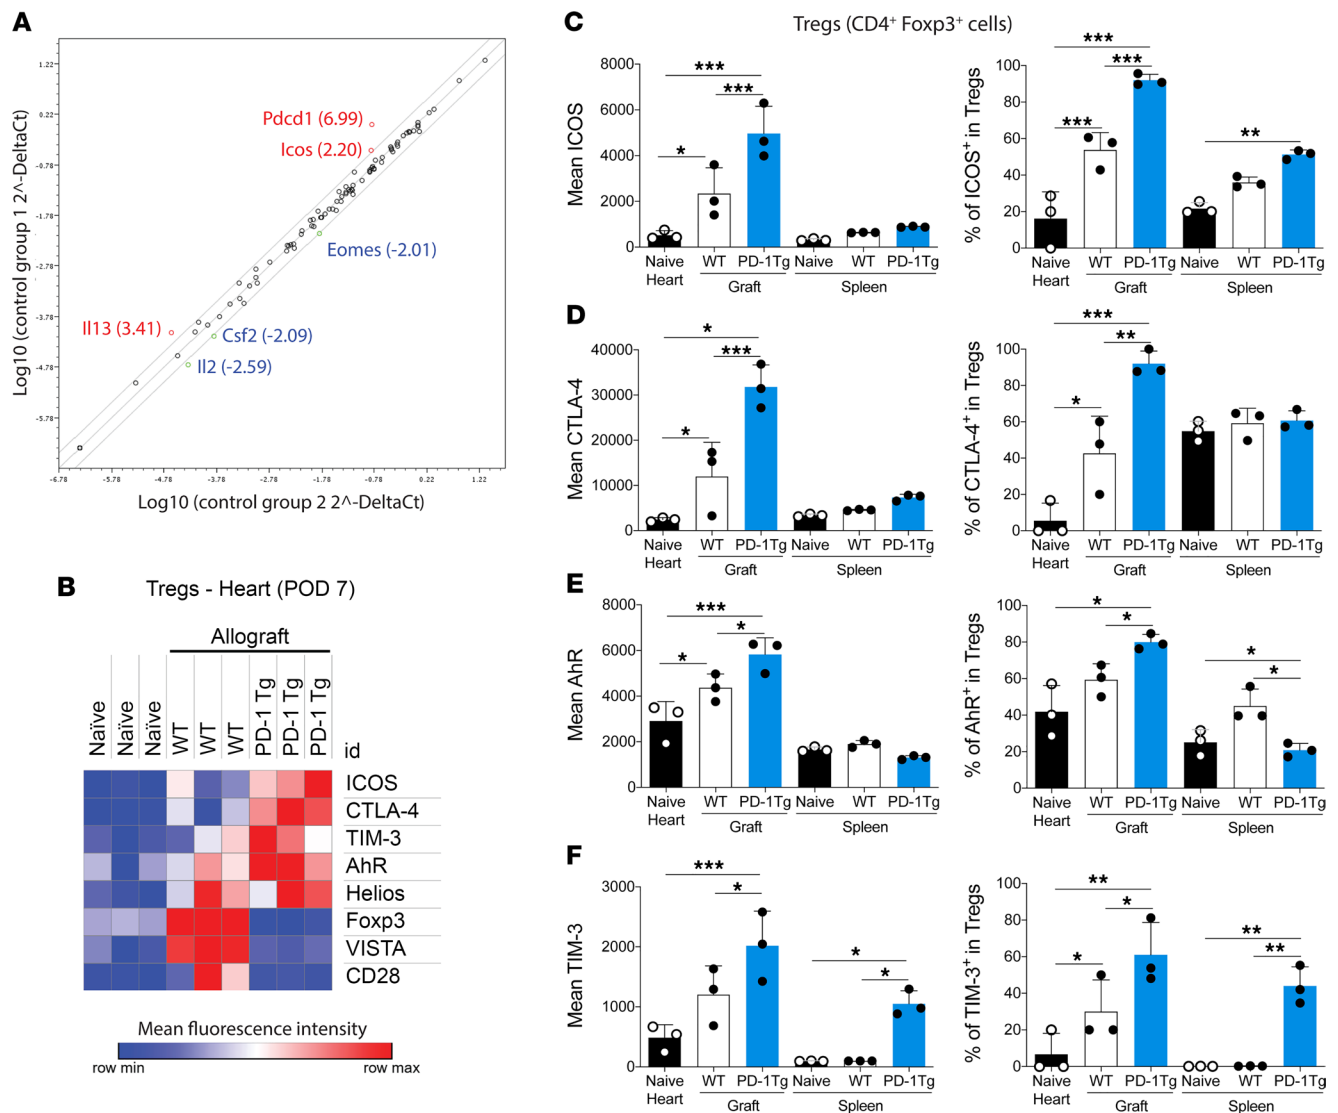 A
Log10 (control group 1 2^-DeltaCt)
1.22
0.22
-0.78
-1.78
-2.78
-3.78
-4.78
-5.78
Pdcd1 (6.99)
Icos (2.20)
Eomes (-2.01)
Il13 (3.41)
Csf2 (-2.09)
Il2 (-2.59)
-6.78 -5.78 -4.78 -3.78 -2.78 -1.78 -0.78 0.22 1.22
Log10 (control group 2 2^-DeltaCt)
B
Tregs - Heart (POD 7)
Allograft
Naïve Naïve Naïve WT WT WT PD-1 Tg PD-1 Tg PD-1 Tg id
ICOS
CTLA-4
TIM-3
AhR
Helios
Foxp3
VISTA
CD28
Mean fluorescence intensity
row min row max
C
Tregs (CD4+ Foxp3+ cells)
Mean ICOS
8000
6000
4000
2000
0
*** *** *
Naive Heart WT PD-1Tg Naive WT PD-1Tg
Graft Spleen
% of ICOS+ in Tregs
100
80
60
40
20
0
*** *** *** **
Naive Heart WT PD-1Tg Naive WT PD-1Tg
Graft Spleen
D
Mean CTLA-4
40000
30000
20000
10000
0
* *** *
Naive Heart WT PD-1Tg Naive WT PD-1Tg
Graft Spleen
% of CTLA-4+ in Tregs
100
80
60
40
20
0
*** ** *
Naive Heart WT PD-1Tg Naive WT PD-1Tg
Graft Spleen
E
Mean AhR
8000
6000
4000
2000
0
*** * *
Naive Heart WT PD-1Tg Naive WT PD-1Tg
Graft Spleen
% of AhR+ in Tregs
100
80
60
40
20
0
* * * *
Naive Heart WT PD-1Tg Naive WT PD-1Tg
Graft Spleen
F
Mean TIM-3
3000
2000
1000
0
*** * * *
Naive Heart WT PD-1Tg Naive WT PD-1Tg
Graft Spleen
% of TIM-3+ in Tregs
100
80
60
40
20
0
** * * ** **
Naive Heart WT PD-1Tg Naive WT PD-1Tg
Graft Spleen